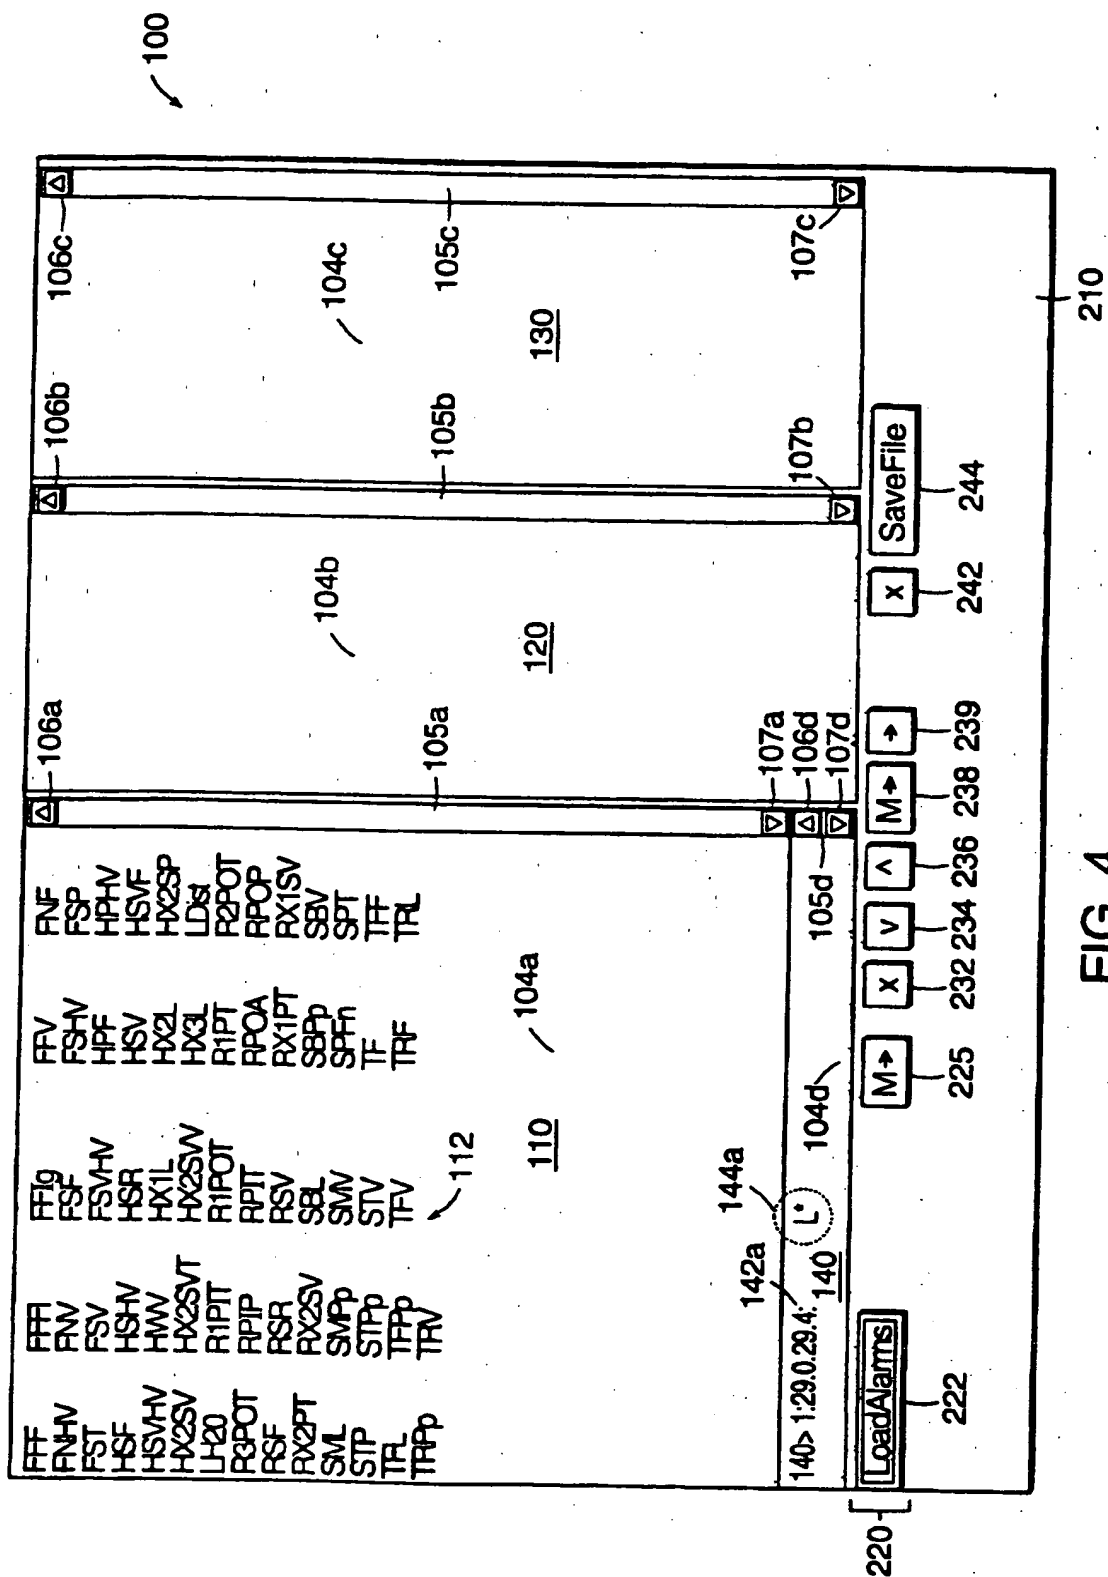 100
106a
106b
106c
FFF FFFI FFIg FFV FNF
FNHV FNV FSF FSHV FSP
FST FSV FSVHV HPF HPHV
HSF HSHV HSR HSV HSVF
HSVHV HWV HX1L HX2L HX2SP
HX2SV HX2SVT HX2SVV HX3L LDist
LH20 R1PIT R1POT R1PT R2POT
R3POT RPIP RPIT RPOA RPOP
RSF RSR RSV RX1PT RX1SV
RX2PT RX2SV SBL SBPp SBV
SML SMPp SMV SPFn SPT
STP STPp STV TF TFF
TFL TFPp TFV TRF TRL
TRPp TRV
112
104a
104b
104c
105a
105b
105c
110
120
130
142a
144a
107a
106d
107d
107b
107c
140> 1:29.0.29.4:
L*
140
104d
105d
220
LoadAlarms M→ X v ^ M→ → x SaveFile
222 225 232 234 236 238 239 242 244
210
FIG. 4